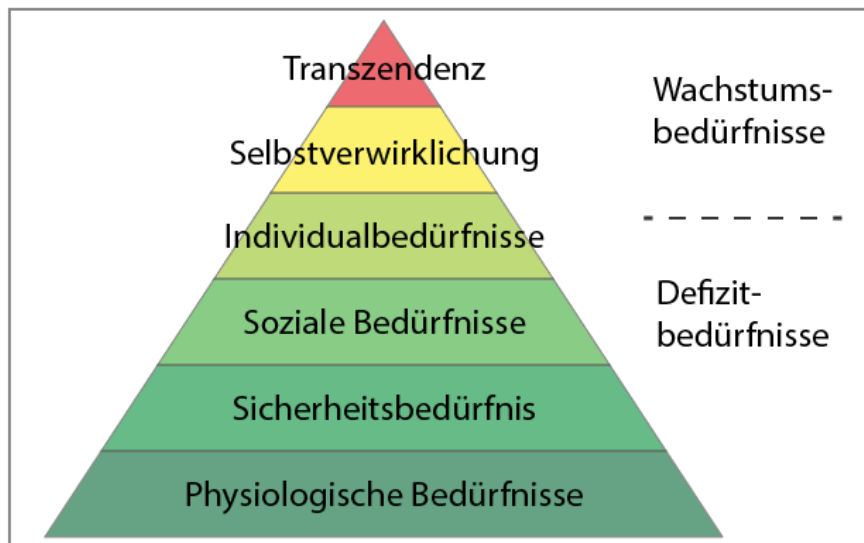 Transzendenz
Selbstverwirklichung
Individualbedürfnisse
Soziale Bedürfnisse
Sicherheitsbedürfnis
Physiologische Bedürfnisse
Wachstums-
bedürfnisse
Defizit-
bedürfnisse